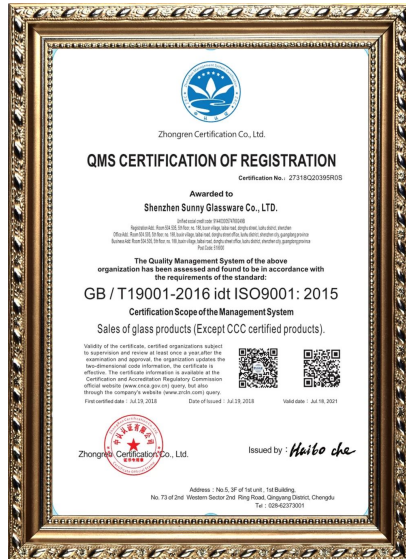 Zhongren Certification Co., Ltd.
QMS CERTIFICATION OF REGISTRATION
Certification No.: 27318Q20395R0S
Awarded to
Shenzhen Sunny Glassware Co., LTD.
The Quality Management System of the above
organization has been assessed and found to be in accordance with
the requirements of the standard:
GB / T19001-2016 idt ISO9001: 2015
Certification Scope of the Management System
Sales of glass products (Except CCC certified products).
Validity of the certificate, certified organizations subject
to supervision and review at least once a year,after the
examination and approval, the organization updates the
two-dimensional code information, the certificate is
effective. The certificate information is available at the
Certification and Accreditation Regulatory Commission
official website (www.cnca.gov.cn) query, but also
through the company's website (www.zrcln.com) query.
First certified date : Jul.19, 2018 Date of Issued : Jul.19, 2018 Valid date : Jul.18, 2021
Zhongren Certification Co., Ltd.
Issued by : Haibo che
Address : No.5, 3F of 1st unit , 1st Building,
No. 73 of 2nd Western Sector 2nd Ring Road, Qingyang District, Chengdu
Tel : 028-62373001